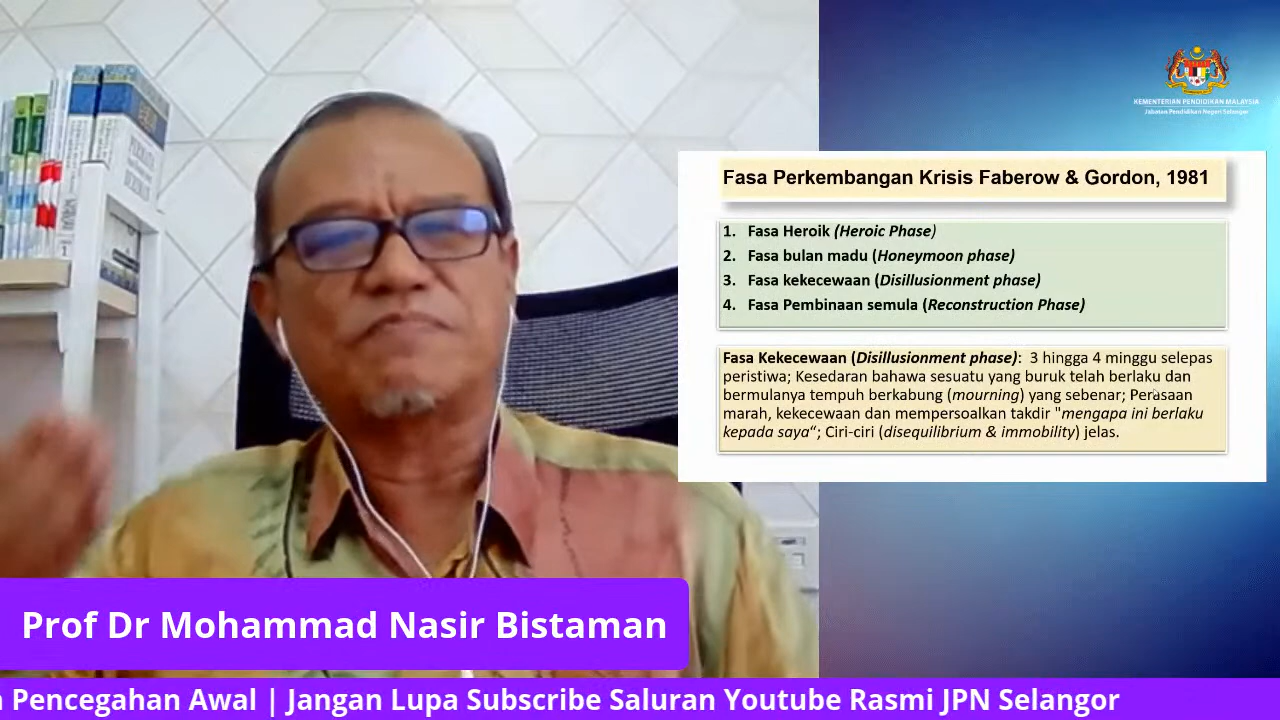 KEMENTERIAN PENDIDIKAN MALAYSIA
Jabatan Pendidikan Negeri Selangor
Fasa Perkembangan Krisis Faberow & Gordon, 1981
1. Fasa Heroik (Heroic Phase)
2. Fasa bulan madu (Honeymoon phase)
3. Fasa kekecewaan (Disillusionment phase)
4. Fasa Pembinaan semula (Reconstruction Phase)
Fasa Kekecewaan (Disillusionment phase): 3 hingga 4 minggu selepas
peristiwa; Kesedaran bahawa sesuatu yang buruk telah berlaku dan
bermulanya tempuh berkabung (mourning) yang sebenar; Perasaan
marah, kekecewaan dan mempersoalkan takdir "mengapa ini berlaku
kepada saya“; Ciri-ciri (disequilibrium & immobility) jelas.
Prof Dr Mohammad Nasir Bistaman
Pencegahan Awal | Jangan Lupa Subscribe Saluran Youtube Rasmi JPN Selangor